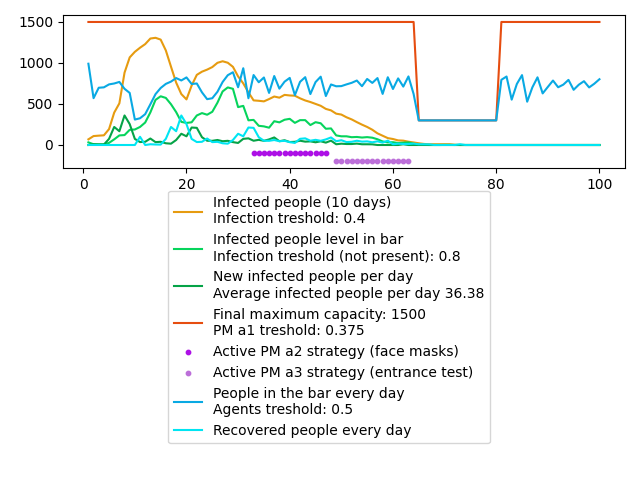 1500
1000
500
0
0
20
40
60
80
100
Infected people (10 days)
Infection treshold: 0.4
Infected people level in bar
Infection treshold (not present): 0.8
New infected people per day
Average infected people per day 36.38
Final maximum capacity: 1500
PM a1 treshold: 0.375
Active PM a2 strategy (face masks)
Active PM a3 strategy (entrance test)
People in the bar every day
Agents treshold: 0.5
Recovered people every day